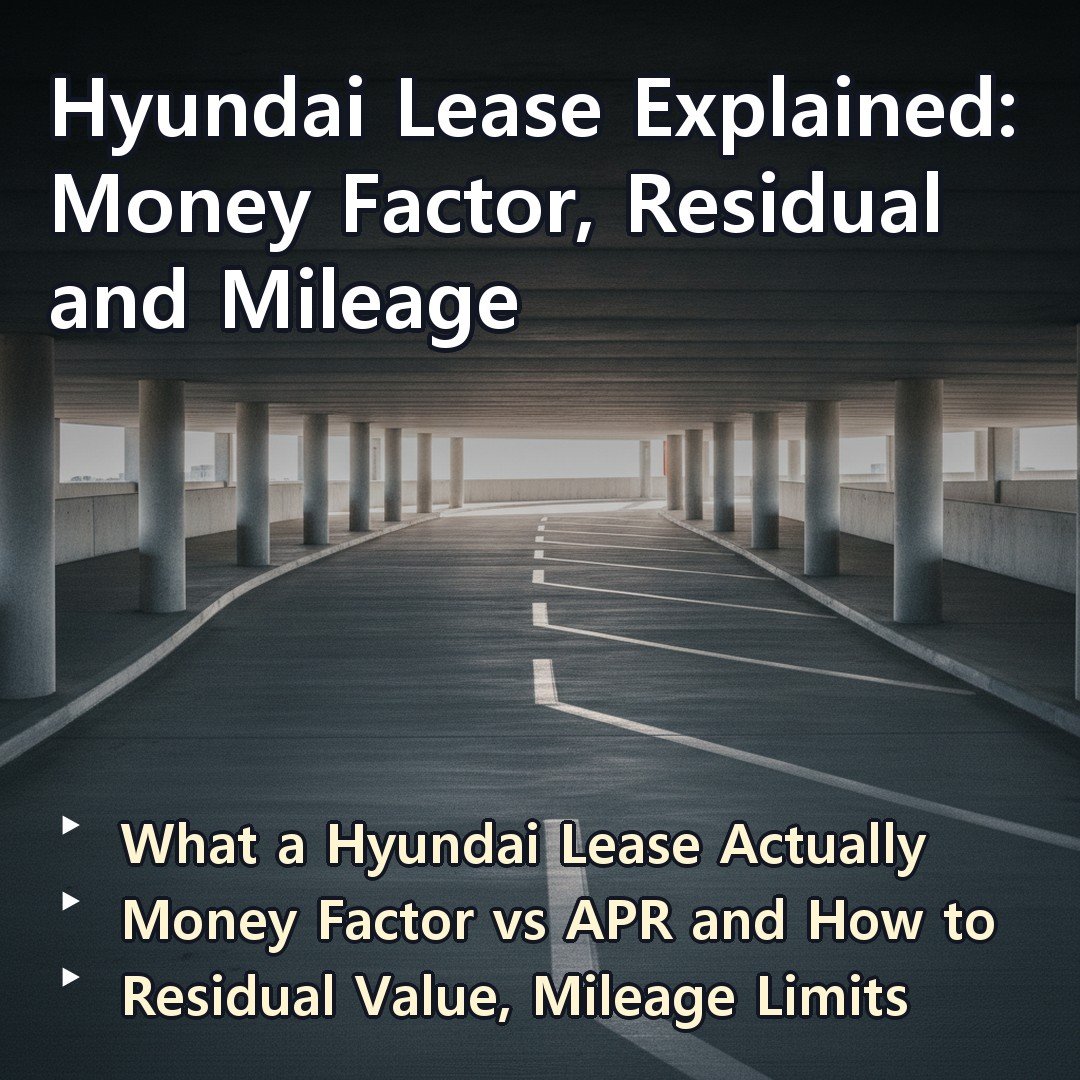 Hyundai Lease Explained:
Money Factor, Residual
and Mileage
What a Hyundai Lease Actually
Money Factor vs APR and How to
Residual Value, Mileage Limits